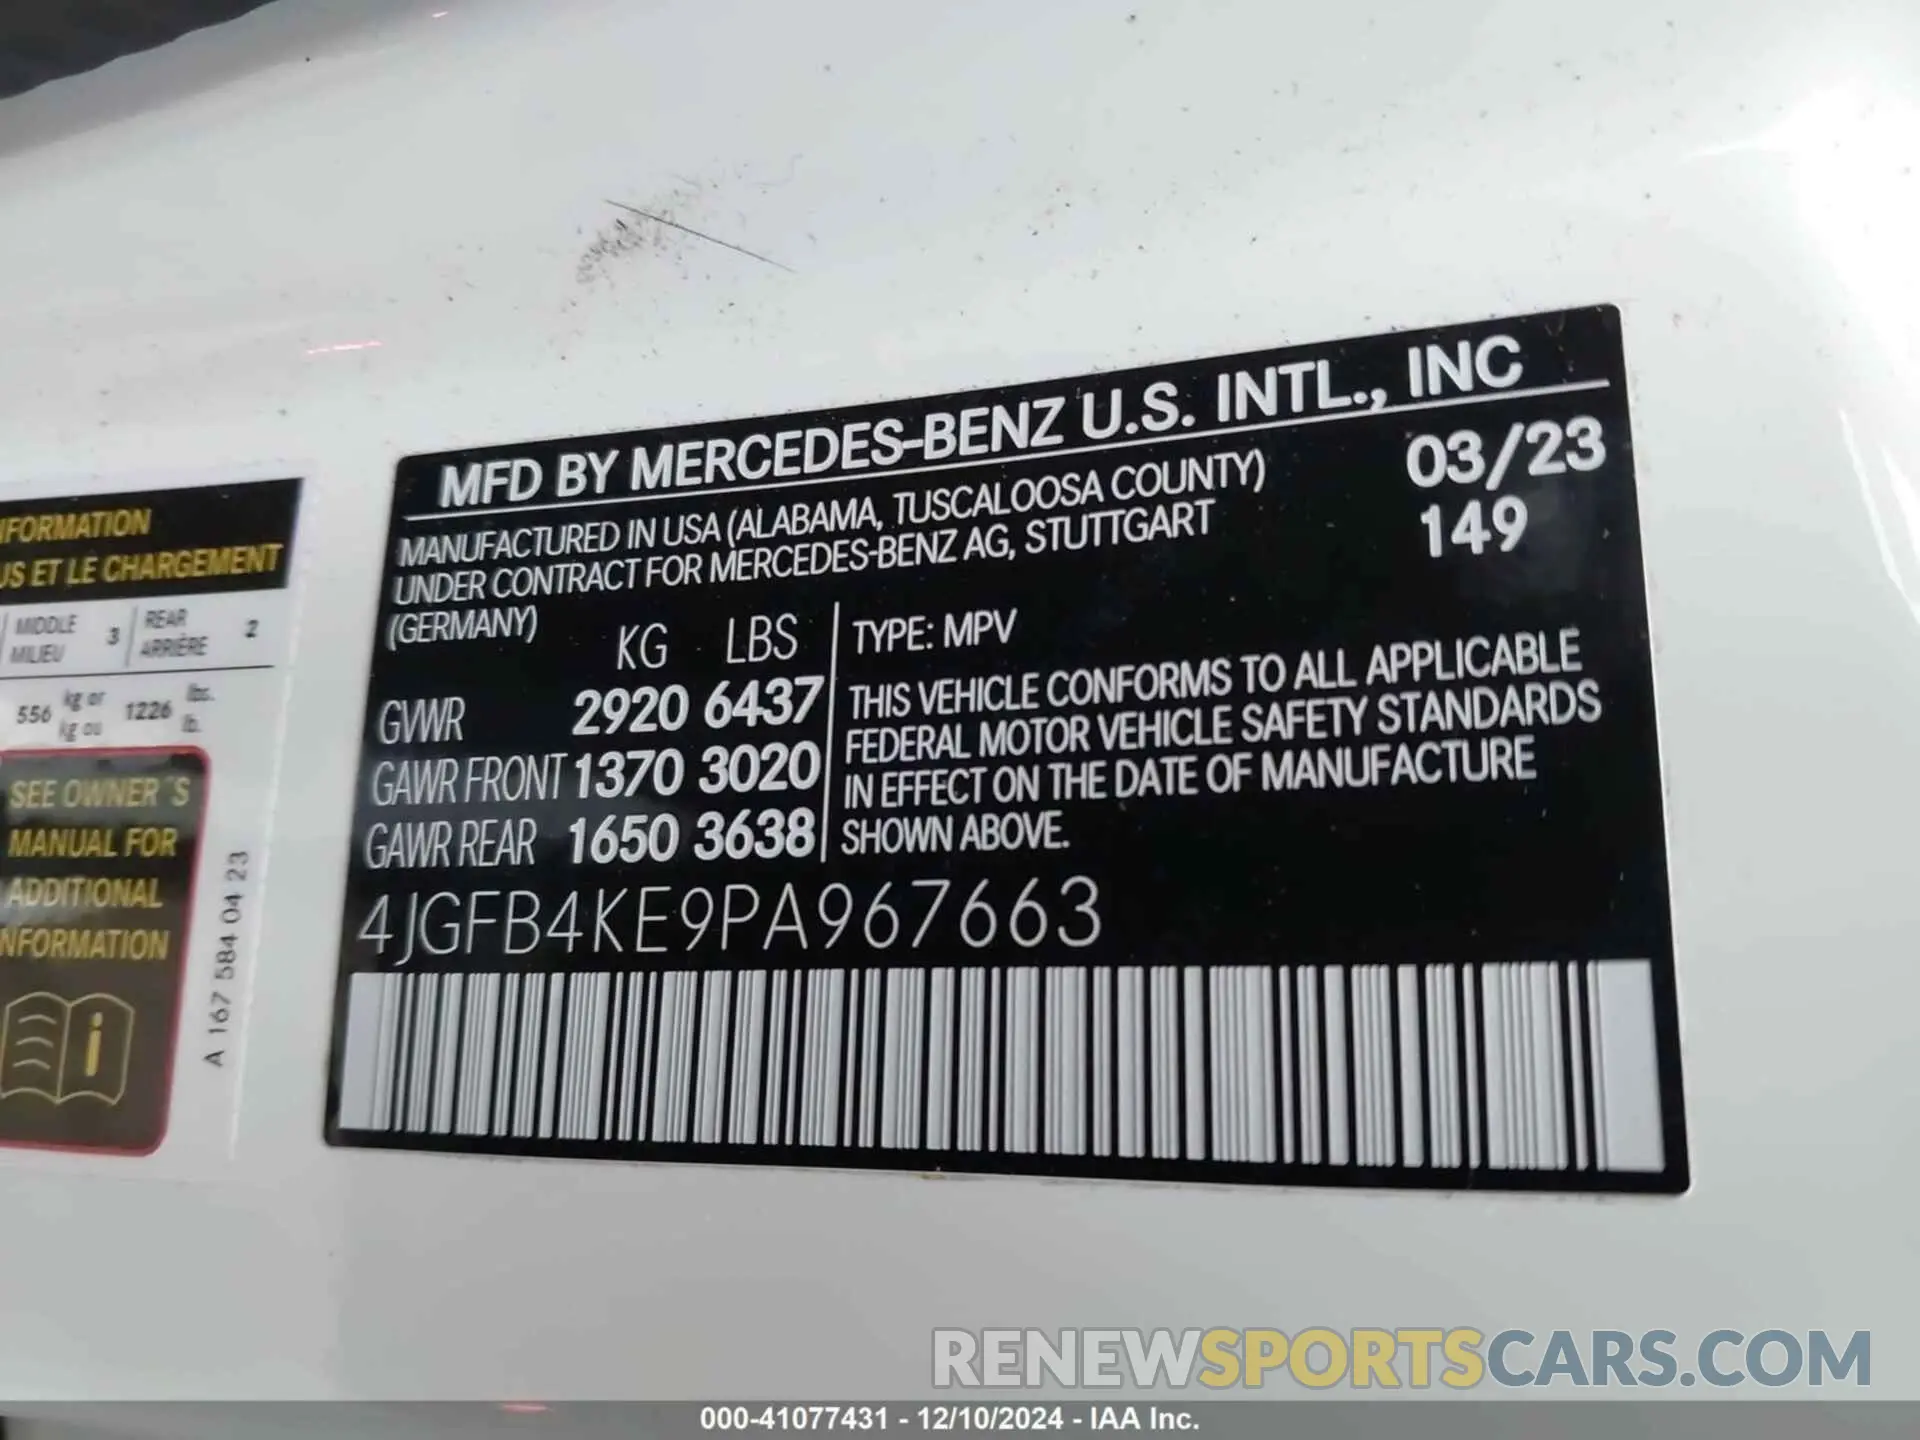 MFD BY MERCEDES-BENZ U.S. INTL., INC
MANUFACTURED IN USA (ALABAMA, TUSCALOOSA COUNTY)
UNDER CONTRACT FOR MERCEDES-BENZ AG, STUTTGART
(GERMANY)
03/23
149
KG LBS
GVWR 2920 6437
GAWR FRONT 1370 3020
GAWR REAR 1650 3638
TYPE: MPV
THIS VEHICLE CONFORMS TO ALL APPLICABLE
FEDERAL MOTOR VEHICLE SAFETY STANDARDS
IN EFFECT ON THE DATE OF MANUFACTURE
SHOWN ABOVE.
4JGFB4KE9PA967663
NFORMATION
US ET LE CHARGEMENT
MIDDLE
MILIEU 3
REAR
ARRIÈRE 2
556 kg or
kg ou
1226 lbs.
lb.
SEE OWNER´S
MANUAL FOR
ADDITIONAL
NFORMATION
i
A 167 584 04 23
RENEWSPORTSCARS.COM
000-41077431 - 12/10/2024 - IAA Inc.